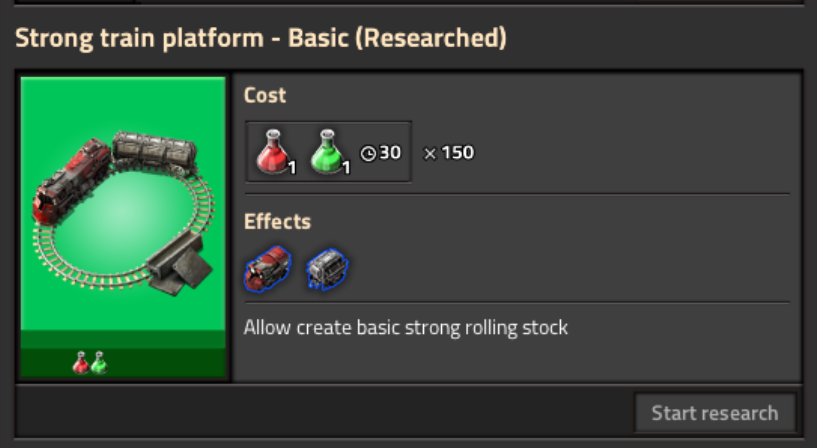 Strong train platform - Basic (Researched)
Cost
1 1 30 × 150
Effects
Allow create basic strong rolling stock
Start research